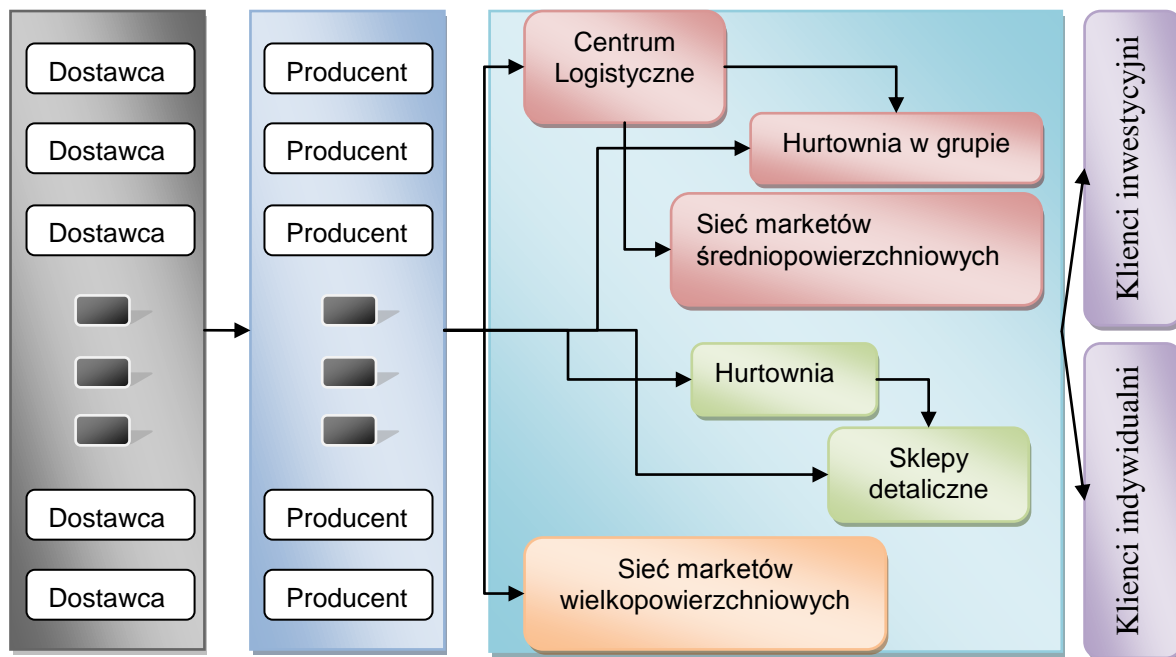 Dostawca
Dostawca
Dostawca
Dostawca
Dostawca
Producent
Producent
Producent
Producent
Producent
Centrum
Logistyczne
Hurtownia w grupie
Sieć marketów
średniopowierzchniowych
Hurtownia
Sklepy
detaliczne
Sieć marketów
wielkopowierzchniowych
Klienci inwestycyjni
Klienci indywidualni